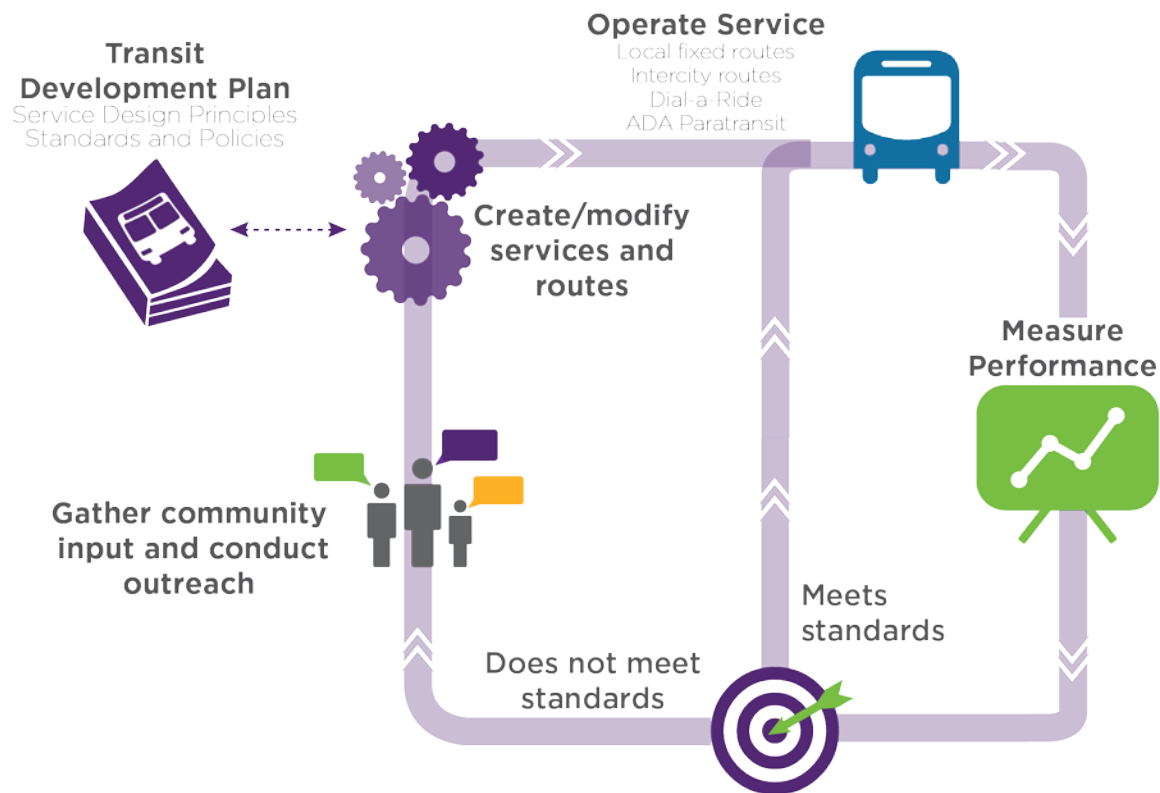 Transit
Development Plan
Service Design Principles
Standards and Policies
Operate Service
Local fixed routes
Intercity routes
Dial-a-Ride
ADA Paratransit
Create/modify
services and
routes
Measure
Performance
Gather community
input and conduct
outreach
Meets
standards
Does not meet
standards